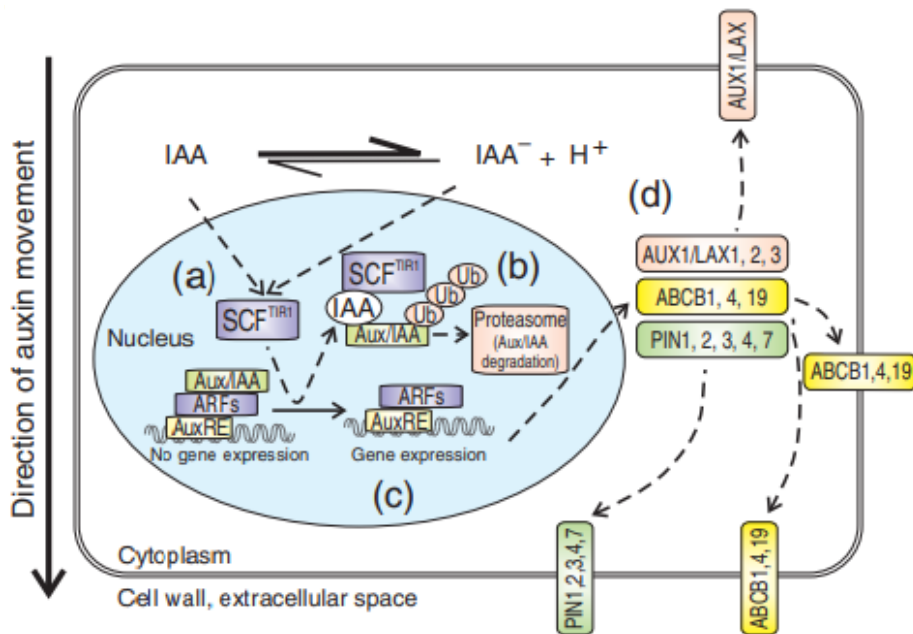 Direction of auxin movement
AUX1/LAX
IAA
IAA⁻ + H⁺
(d)
(a)
SCF^TIR1
(b)
SCF^TIR1
IAA
Ub
Ub
Ub
Ub
Aux/IAA
Proteasome
(Aux/IAA
degradation)
AUX1/LAX1, 2, 3
ABCB1, 4, 19
PIN1, 2, 3, 4, 7
ABCB1,4,19
Nucleus
Aux/IAA
ARFs
AuxRE
No gene expression
ARFs
AuxRE
Gene expression
(c)
Cytoplasm
Cell wall, extracellular space
PIN1,2,3,4,7
ABCB1,4,19